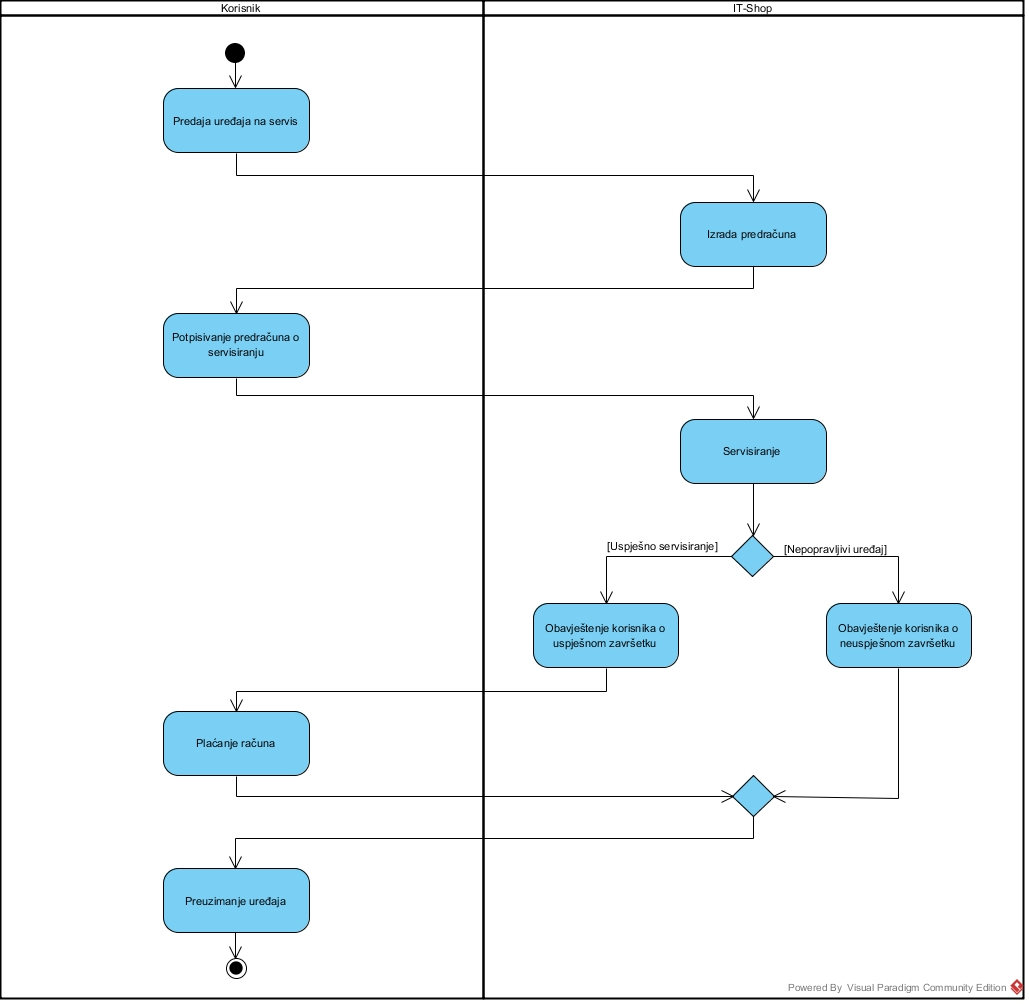 Korisnik
IT-Shop
Predaja uređaja na servis
Izrada predračuna
Potpisivanje predračuna o
servisiranju
Servisiranje
[Uspješno servisiranje]
[Nepopravljivi uređaj]
Obavještenje korisnika o
uspješnom završetku
Obavještenje korisnika o
neuspješnom završetku
Plaćanje računa
Preuzimanje uređaja
Powered By Visual Paradigm Community Edition